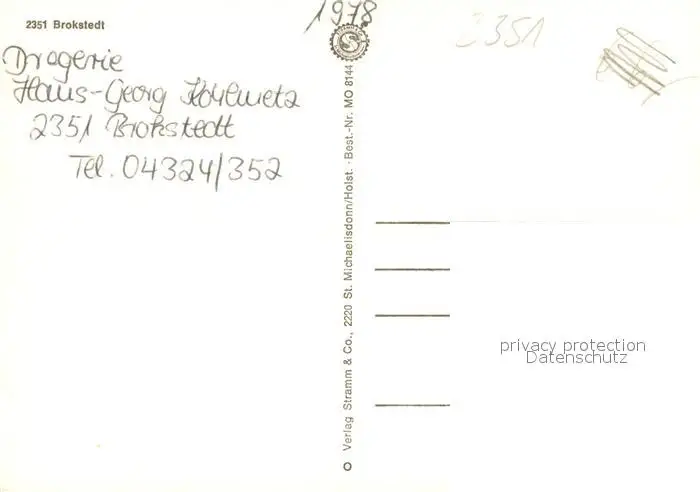 2351 Brokstedt
1978
2351
Drogerie
Hans-Georg
2351 Brokstedt
Tel. 04324/352
O Verlag Stramm & Co., 2220 St. Michaelisdonn/Holst. · Best.-Nr. MO 8144
privacy protection
Datenschutz